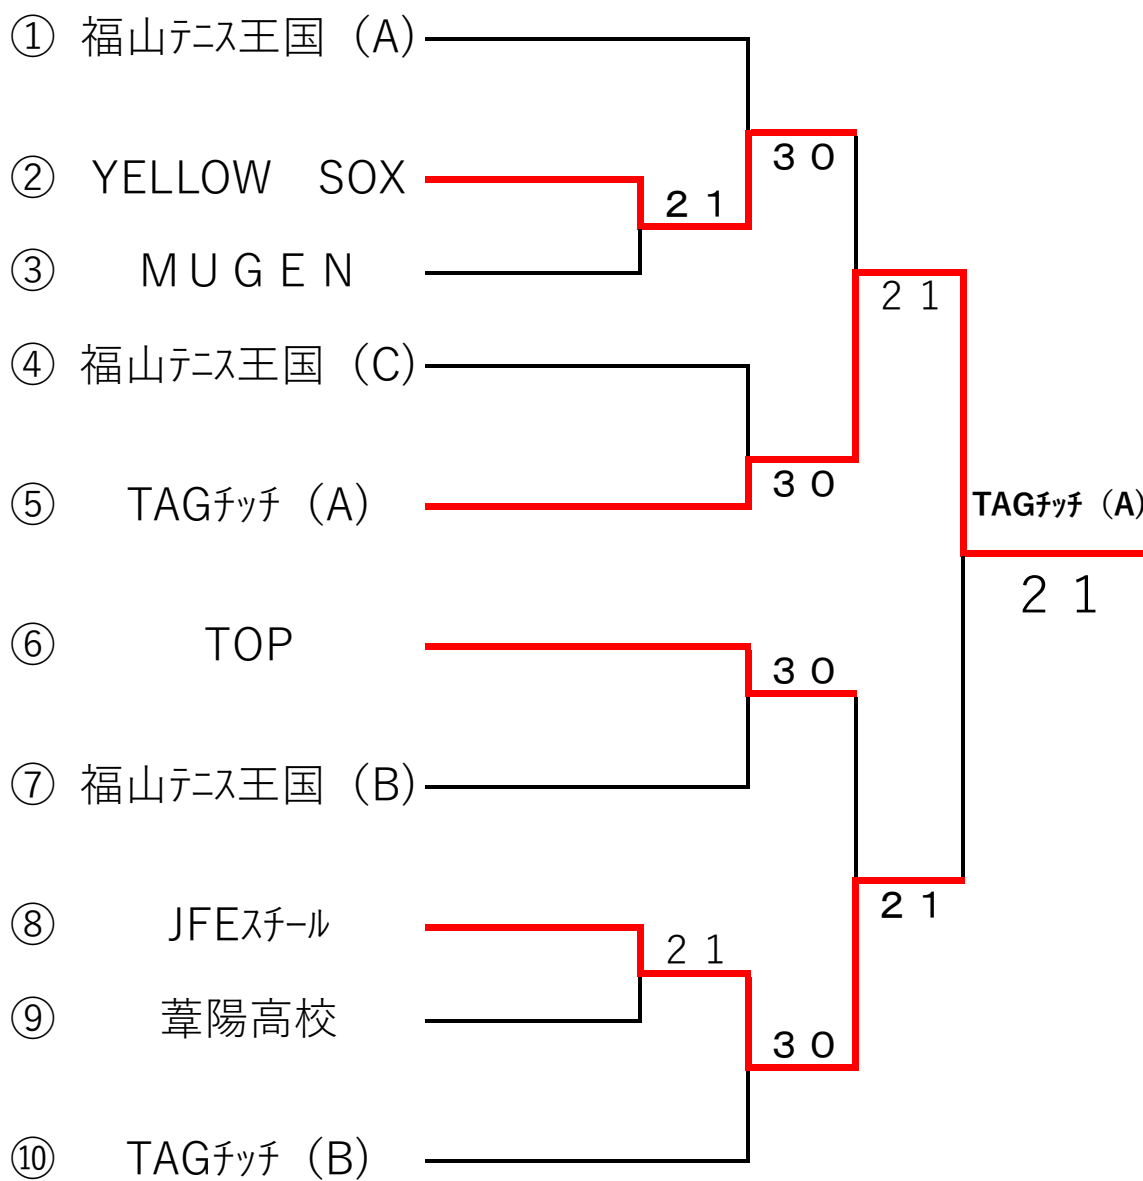 ① 福山ﾃﾆｽ王国（A）
３０
② YELLOW　SOX
２１
③ ＭＵＧＥＮ
２１
④ 福山ﾃﾆｽ王国（C）
３０
⑤ TAGﾁｯﾁ（A）
TAGﾁｯﾁ（A）
２１
⑥ TOP
３０
⑦ 福山ﾃﾆｽ王国（B）
２１
⑧ JFEｽﾁｰﾙ
２１
⑨ 葦陽高校
３０
⑩ TAGﾁｯﾁ（B）